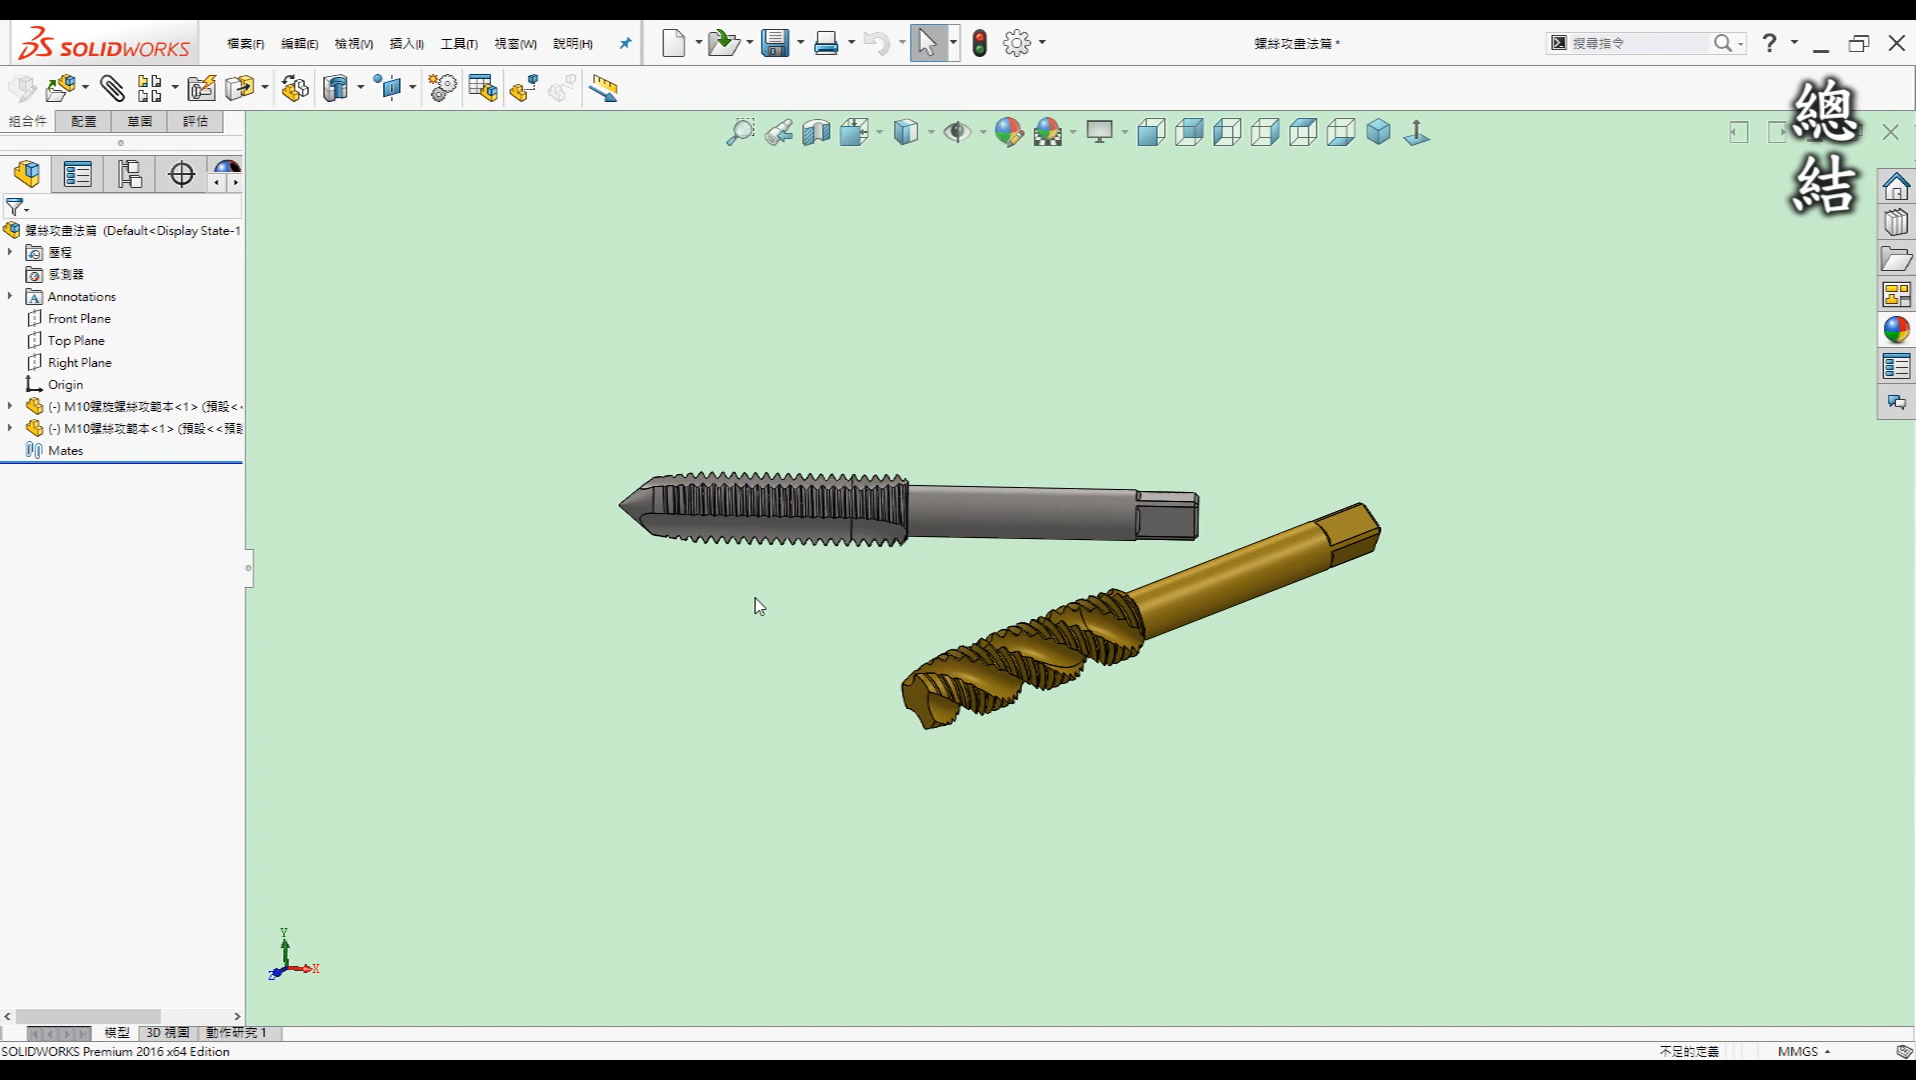 SOLIDWORKS
檔案(F) 編輯(E) 檢視(V) 插入(I) 工具(T) 視窗(W) 說明(H)
螺絲攻畫法篇 *
搜尋指令
?
總結
組合件 配置 草圖 評估
螺絲攻畫法篇 (Default<Display State-1
歷程
感測器
A Annotations
Front Plane
Top Plane
Right Plane
Origin
(-) M10螺旋螺絲攻範本<1> (預設<
(-) M10螺絲攻範本<1> (預設<<預設
Mates
Y
X
Z
模型 3D 視圖 動作研究 1
SOLIDWORKS Premium 2016 x64 Edition
不足的定義 MMGS